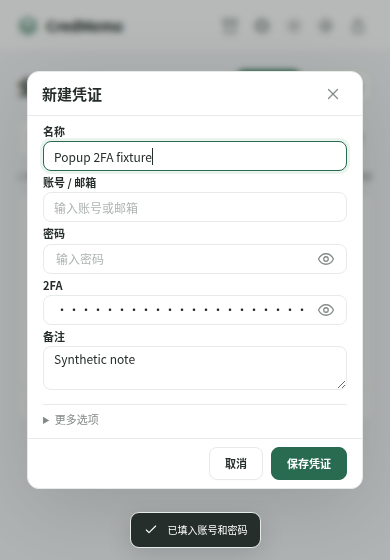 CredMemo
新建凭证
名称
Popup 2FA fixture
账号 / 邮箱
输入账号或邮箱
密码
输入密码
2FA
备注
Synthetic note
更多选项
取消
保存凭证
已填入账号和密码